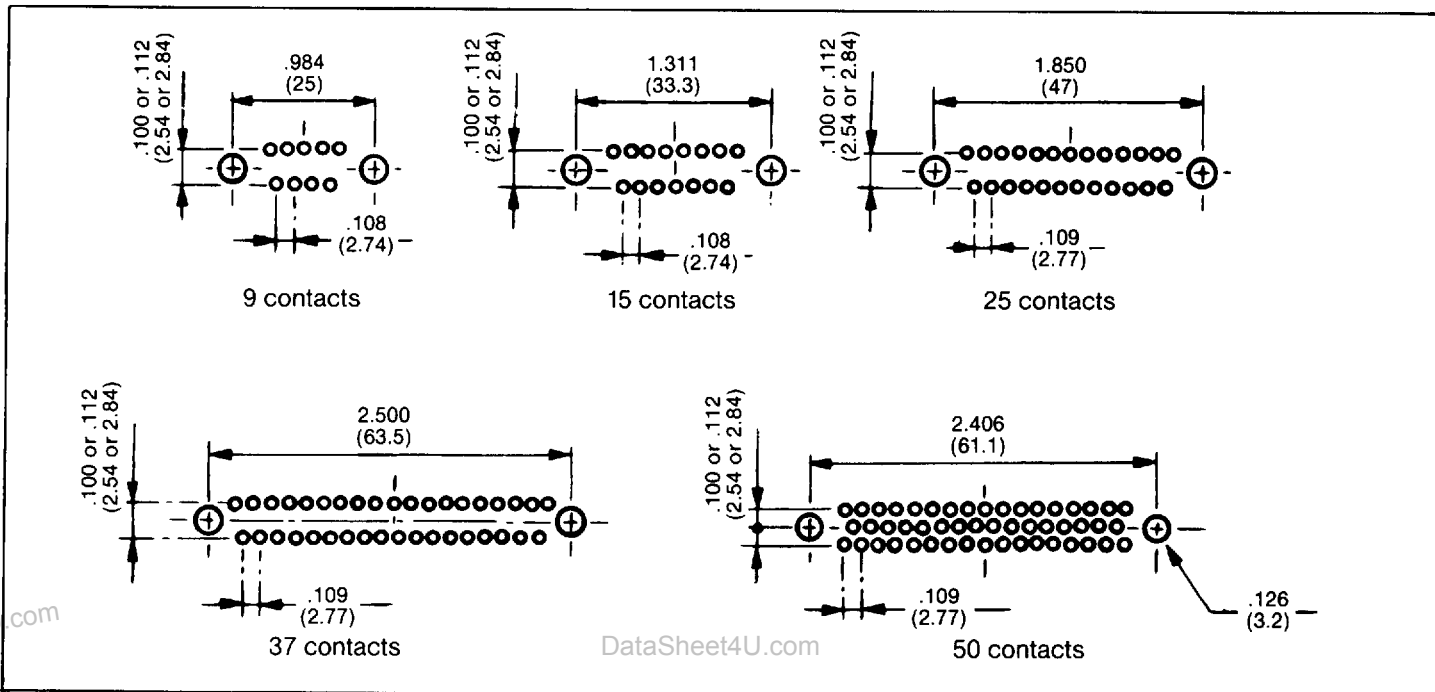 .100 or .112
(2.54 or 2.84)
.984
(25)
.108
(2.74)
9 contacts
.100 or .112
(2.54 or 2.84)
1.311
(33.3)
.108
(2.74)
15 contacts
.100 or .112
(2.54 or 2.84)
1.850
(47)
.109
(2.77)
25 contacts
.100 or .112
(2.54 or 2.84)
2.500
(63.5)
.109
(2.77)
37 contacts
.100 or .112
(2.54 or 2.84)
2.406
(61.1)
.109
(2.77)
.126
(3.2)
50 contacts
.com
DataSheet4U.com